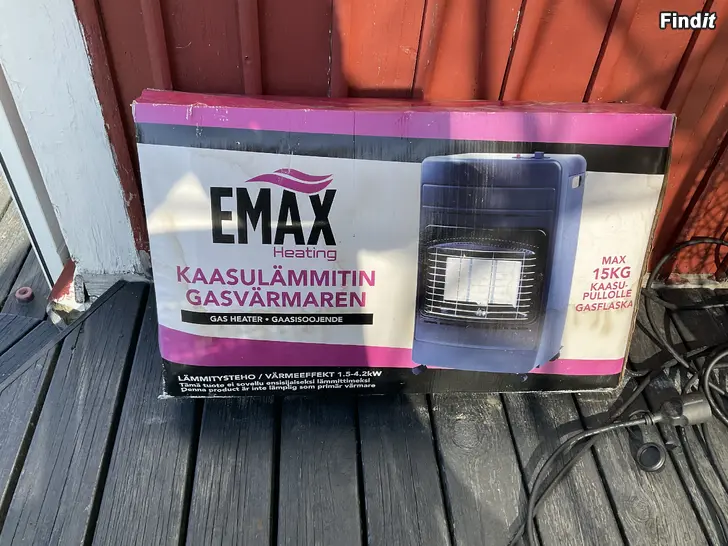 Findit
EMAX
Heating
KAASULÄMMITIN
GASVÄRMAREN
GAS HEATER • GAASISOOJENDE
MAX
15KG
KAASU-
PULLOLLE
GASFLASKA
LÄMMITYSTEHO / VÄRMEEFFEKT 1.5-4.2kW
Tämä tuote ei sovellu ensisijaiseksi lämmittimeksi
Denna product är inte lämplig som primär värmare